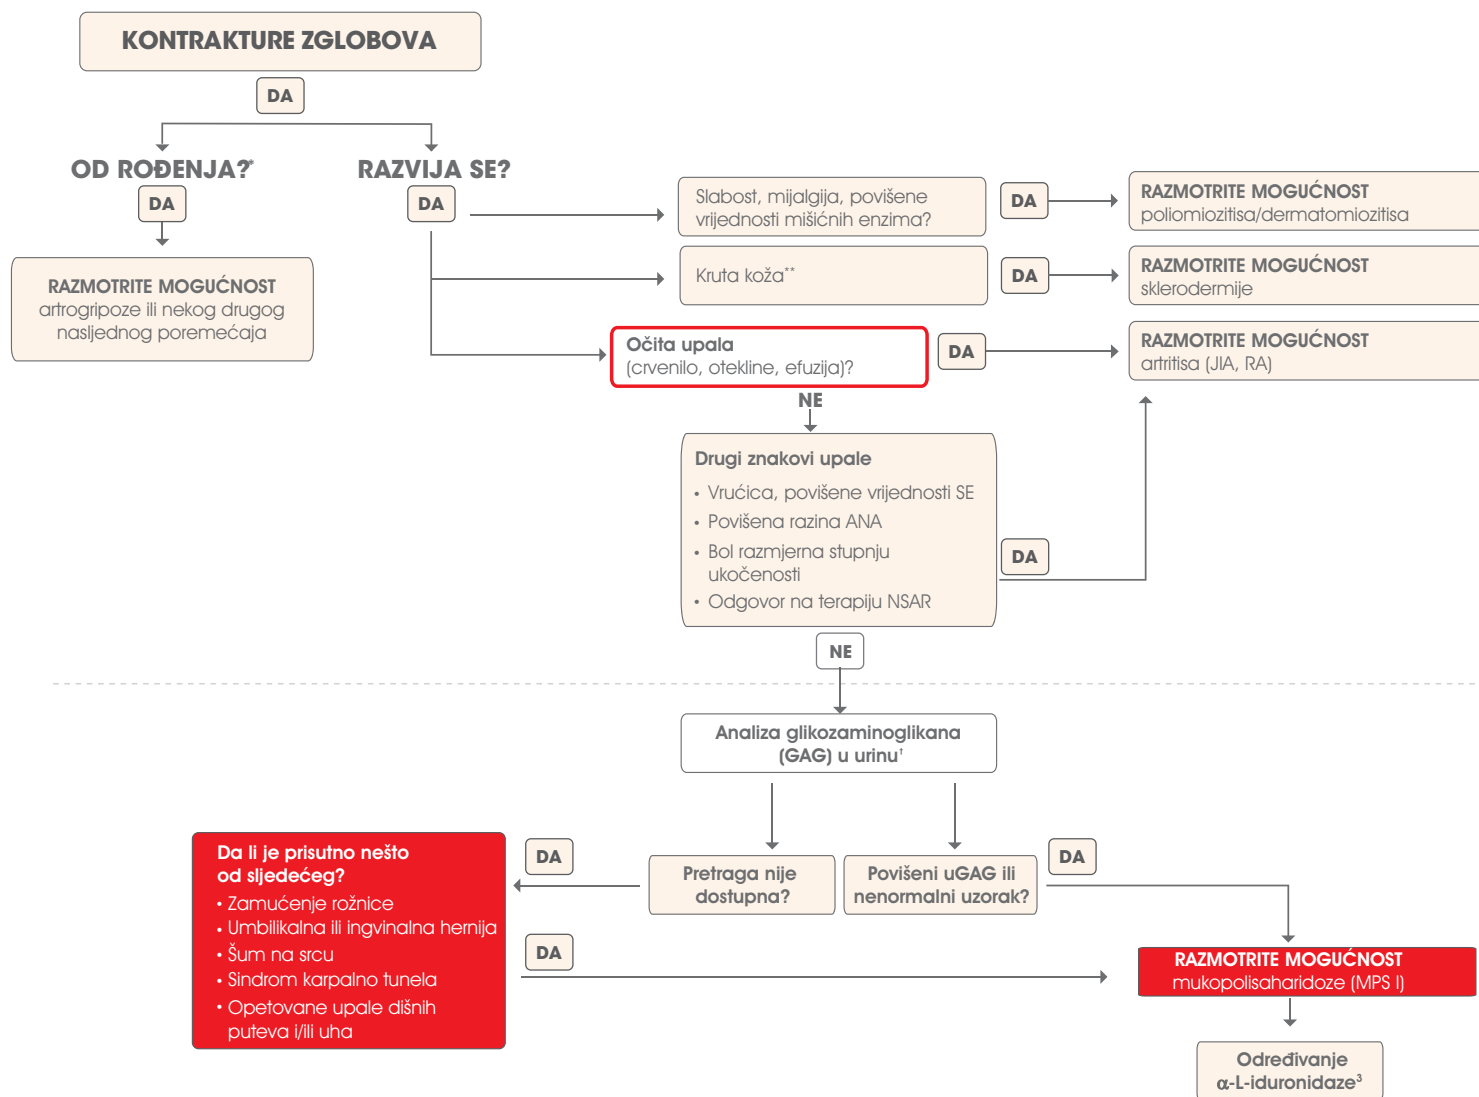 KONTRAKTURE ZGLOBOVA
DA
OD ROĐENJA?*
RAZVIJA SE?
DA
DA
RAZMOTRITE MOGUĆNOST
artrogripoze ili nekog drugog
nasljednog poremećaja
Slabost, mijalgija, povišene
vrijednosti mišićnih enzima?
DA
RAZMOTRITE MOGUĆNOST
poliomiozitisa/dermatomiozitisa
Kruta koža**
DA
RAZMOTRITE MOGUĆNOST
sklerodermije
Očita upala
(crvenilo, otekline, efuzija)?
DA
RAZMOTRITE MOGUĆNOST
artritisa (JIA, RA)
NE
Drugi znakovi upale
• Vrućica, povišene vrijednosti SE
• Povišena razina ANA
• Bol razmjerna stupnju
ukočenosti
• Odgovor na terapiju NSAR
DA
NE
Analiza glikozaminoglikana
(GAG) u urinu†
Pretraga nije
dostupna?
Povišeni uGAG ili
nenormalni uzorak?
DA
DA
Da li je prisutno nešto
od sljedećeg?
• Zamućenje rožnice
• Umbilikalna ili ingvinalna hernija
• Šum na srcu
• Sindrom karpalno tunela
• Opetovane upale dišnih
puteva i/ili uha
DA
RAZMOTRITE MOGUĆNOST
mukopolisaharidoze (MPS I)
Određivanje
α-L-iduronidaze³